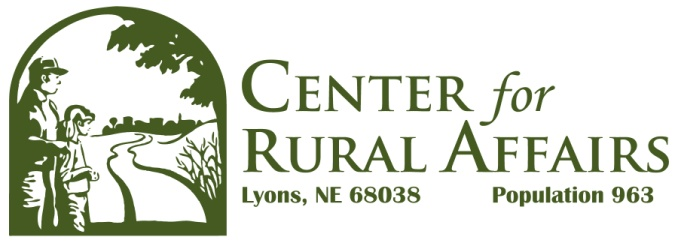 CENTER for
RURAL AFFAIRS
Lyons, NE 68038 Population 963